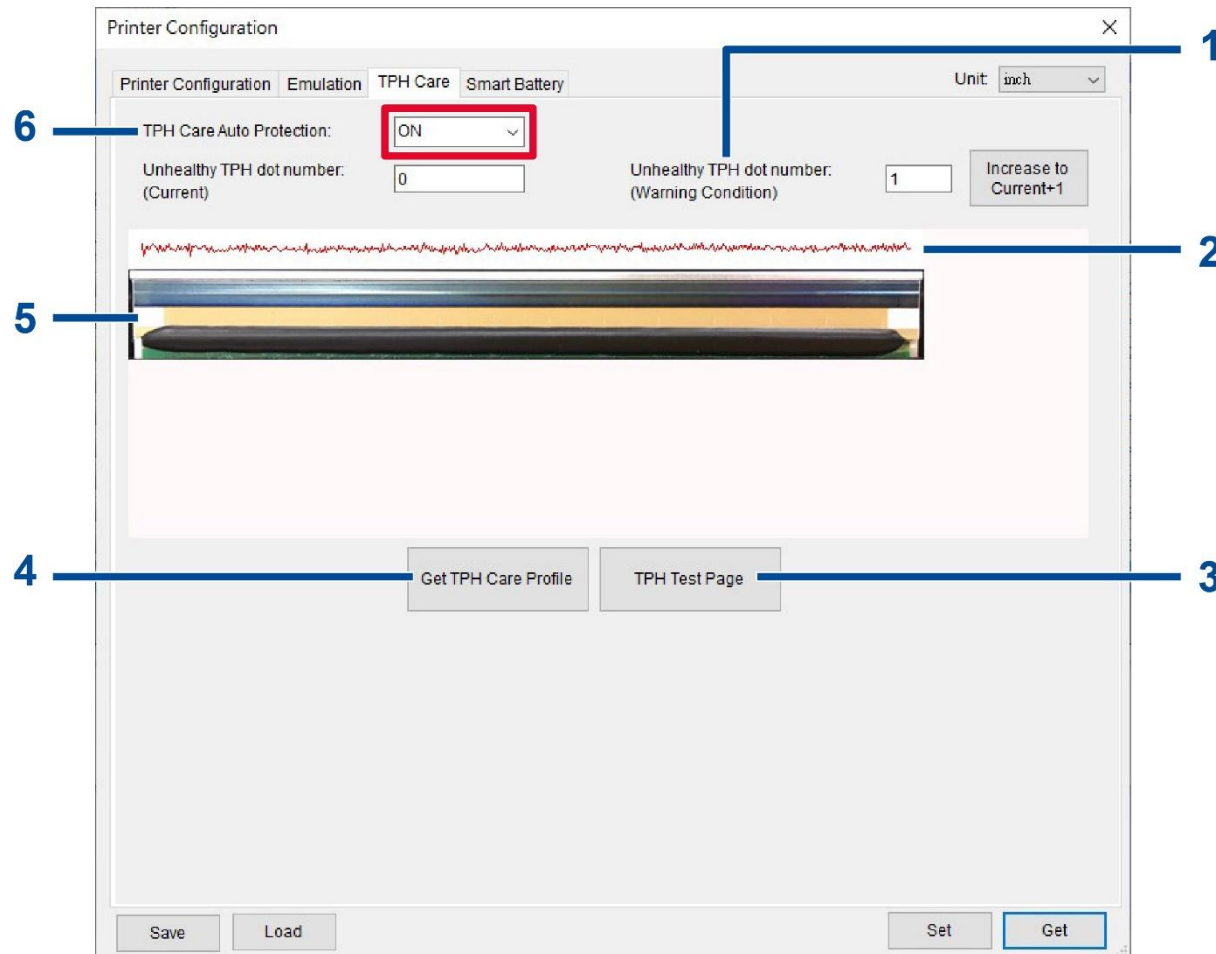 Printer Configuration
1
Printer Configuration Emulation TPH Care Smart Battery Unit: inch
6 TPH Care Auto Protection: ON
Unhealthy TPH dot number: 0 Unhealthy TPH dot number: 1 Increase to
(Current) (Warning Condition) Current+1
2
5
4 Get TPH Care Profile TPH Test Page 3
Save Load Set Get